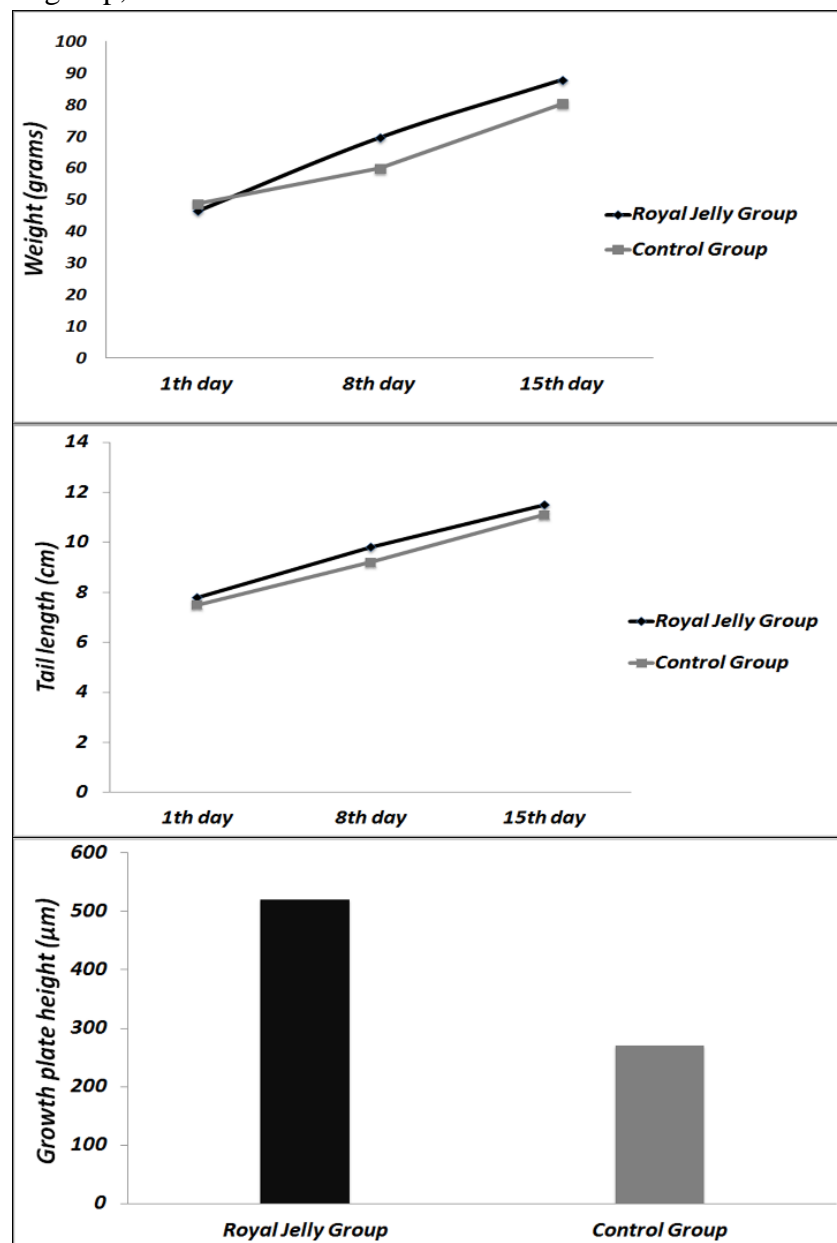 100
90
80
70
60
50
40
30
20
10
0
Weight (grams)
1th day 8th day 15th day
Royal Jelly Group
Control Group
14
12
10
8
6
4
2
0
Tail length (cm)
1th day 8th day 15th day
Royal Jelly Group
Control Group
600
500
400
300
200
100
0
Growth plate height (µm)
Royal Jelly Group Control Group